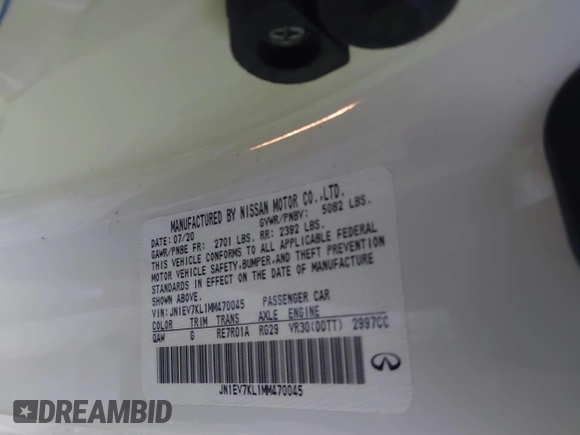 MANUFACTURED BY NISSAN MOTOR CO.,LTD.
DATE: 07/20 GVWR/PNBV: 5082 LBS.
GAWR/PNBE FR: 2701 LBS. RR: 2392 LBS.
THIS VEHICLE CONFORMS TO ALL APPLICABLE FEDERAL
MOTOR VEHICLE SAFETY,BUMPER,AND THEFT PREVENTION
STANDARDS IN EFFECT ON THE DATE OF MANUFACTURE
SHOWN ABOVE.
VIN:JN1EV7KL1MM470045 PASSENGER CAR
COLOR TRIM TRANS AXLE ENGINE
QAW G RE7R01A RG29 VR30(DDTT) 2997CC
JN1EV7KL1MM470045
DREAMBID